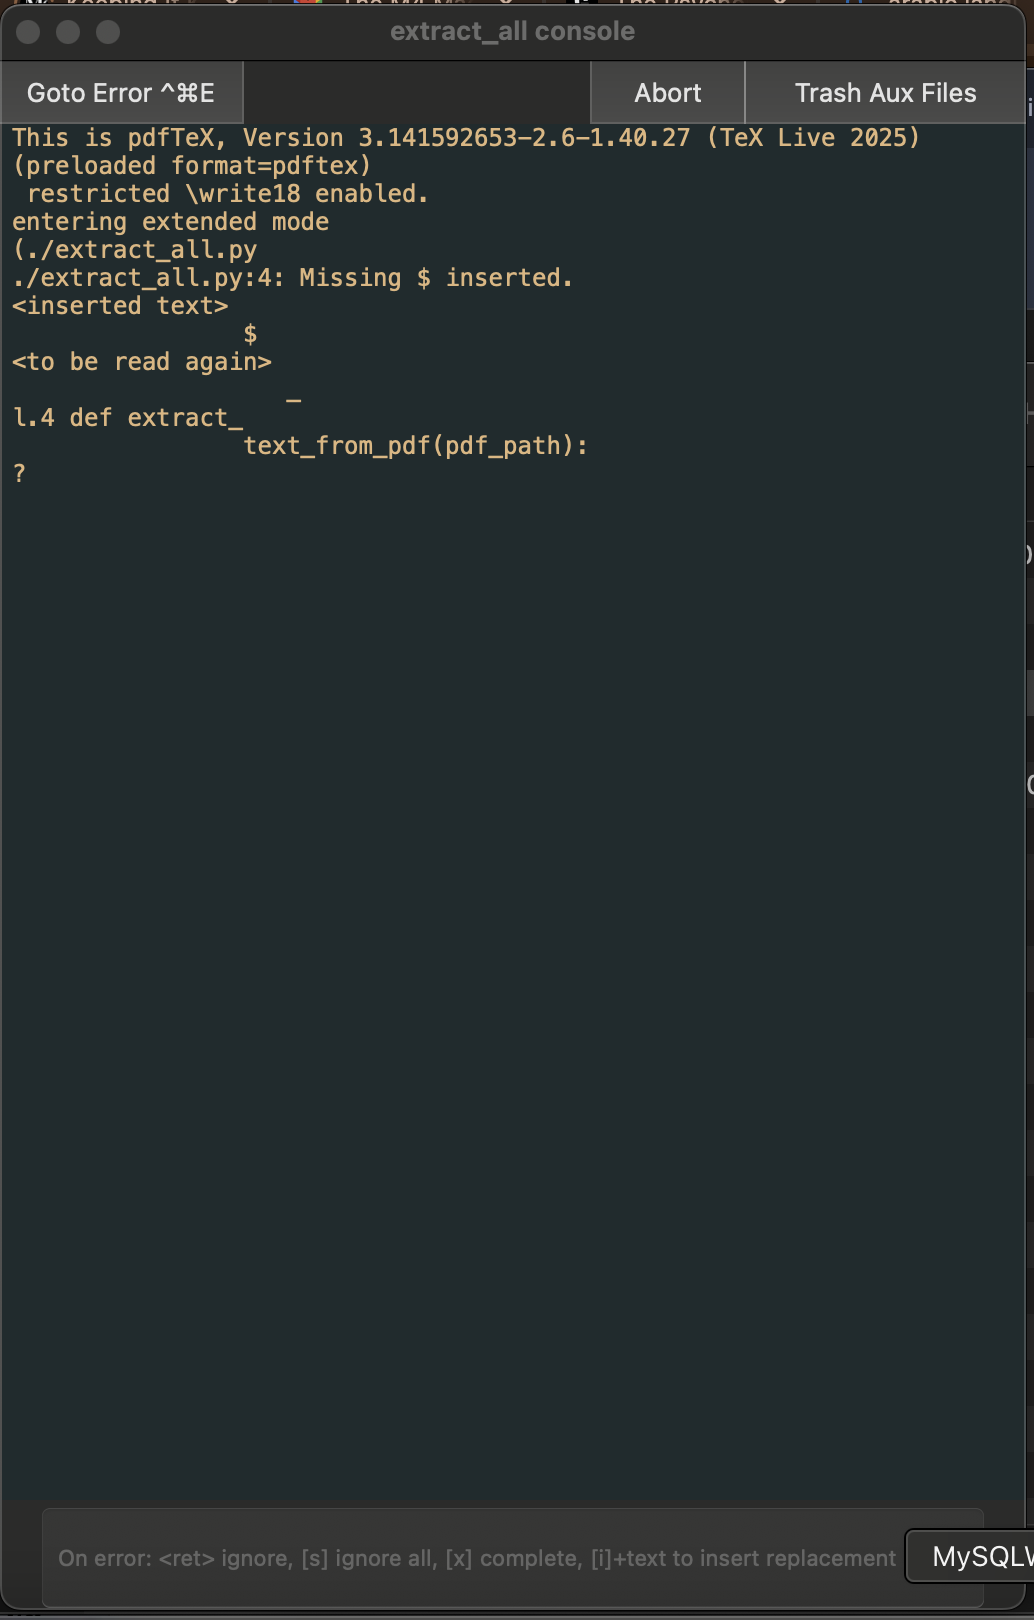 extract_all console
Goto Error ^⌘E
Abort
Trash Aux Files
This is pdfTeX, Version 3.141592653-2.6-1.40.27 (TeX Live 2025)
(preloaded format=pdftex)
restricted \write18 enabled.
entering extended mode
(./extract_all.py
./extract_all.py:4: Missing $ inserted.
<inserted text>
$
<to be read again>
_
l.4 def extract_
text_from_pdf(pdf_path):
?
On error: <ret> ignore, [s] ignore all, [x] complete, [i]+text to insert replacement